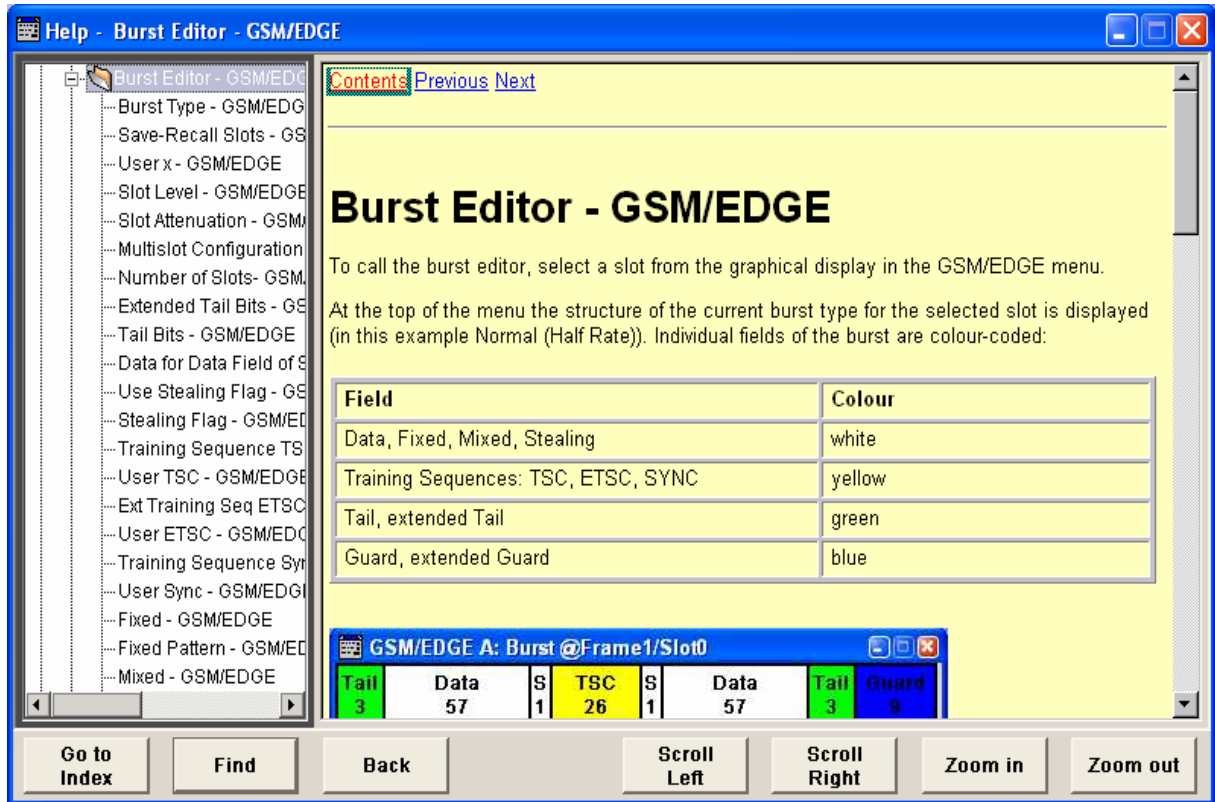 Help - Burst Editor - GSM/EDGE
Burst Editor - GSM/EDG
Burst Type - GSM/EDG
Save-Recall Slots - GS
User x - GSM/EDGE
Slot Level - GSM/EDGE
Slot Attenuation - GSM/
Multislot Configuration
Number of Slots- GSM
Extended Tail Bits - GS
Tail Bits - GSM/EDGE
Data for Data Field of S
Use Stealing Flag - GS
Stealing Flag - GSM/ED
Training Sequence TS
User TSC - GSM/EDGE
Ext Training Seq ETSC
User ETSC - GSM/EDG
Training Sequence Syn
User Sync - GSM/EDGE
Fixed - GSM/EDGE
Fixed Pattern - GSM/ED
Mixed - GSM/EDGE
Contents Previous Next
Burst Editor - GSM/EDGE
To call the burst editor, select a slot from the graphical display in the GSM/EDGE menu.
At the top of the menu the structure of the current burst type for the selected slot is displayed
(in this example Normal (Half Rate)). Individual fields of the burst are colour-coded:
Field Colour
Data, Fixed, Mixed, Stealing white
Training Sequences: TSC, ETSC, SYNC yellow
Tail, extended Tail green
Guard, extended Guard blue
GSM/EDGE A: Burst @Frame1/Slot0
Tail Data S TSC S Data Tail Guard
3 57 1 26 1 57 3 9
Go to
Index
Find
Back
Scroll
Left
Scroll
Right
Zoom in
Zoom out